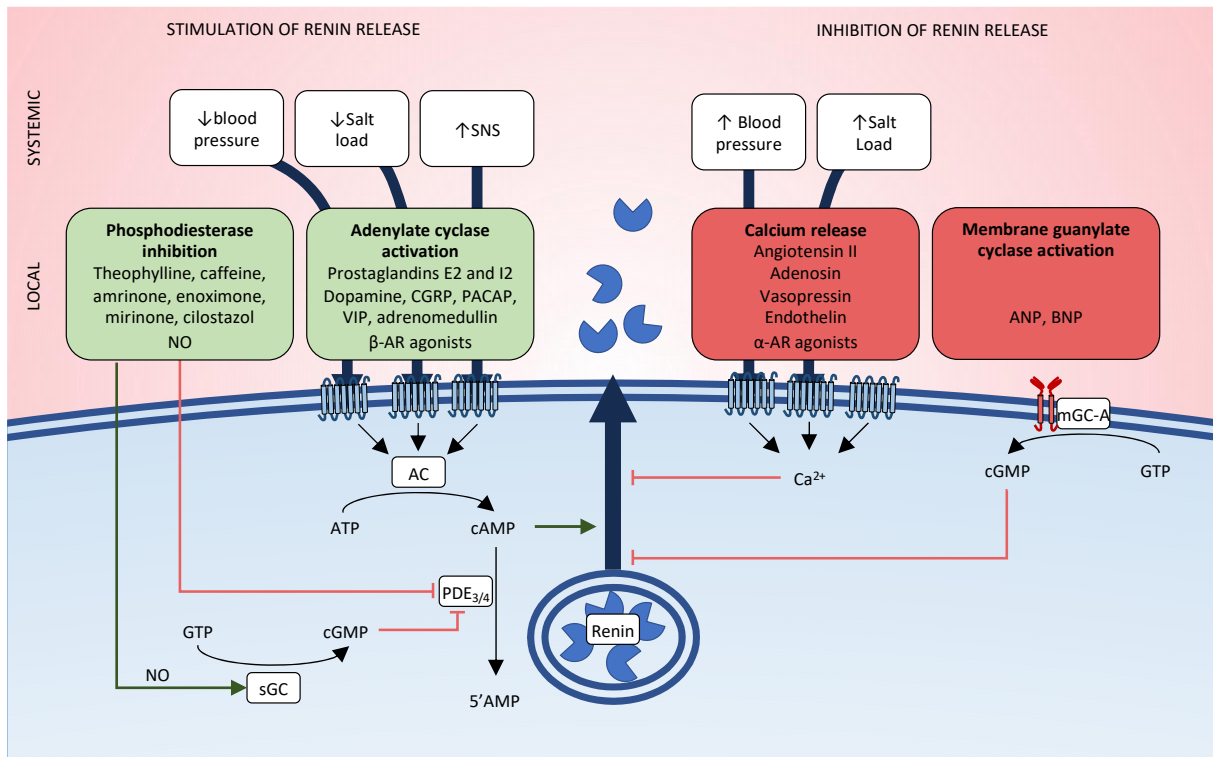 STIMULATION OF RENIN RELEASE
INHIBITION OF RENIN RELEASE
SYSTEMIC
↓blood
pressure
↓Salt
load
↑SNS
↑ Blood
pressure
↑Salt
Load
LOCAL
Phosphodiesterase
inhibition
Theophylline, caffeine,
amrinone, enoximone,
mirinone, cilostazol
NO
Adenylate cyclase
activation
Prostaglandins E2 and I2
Dopamine, CGRP, PACAP,
VIP, adrenomedullin
β-AR agonists
Calcium release
Angiotensin II
Adenosin
Vasopressin
Endothelin
α-AR agonists
Membrane guanylate
cyclase activation
ANP, BNP
mGC-A
AC
Ca²⁺
cGMP
GTP
ATP
cAMP
PDE₃/₄
GTP
cGMP
Renin
NO
sGC
5’AMP